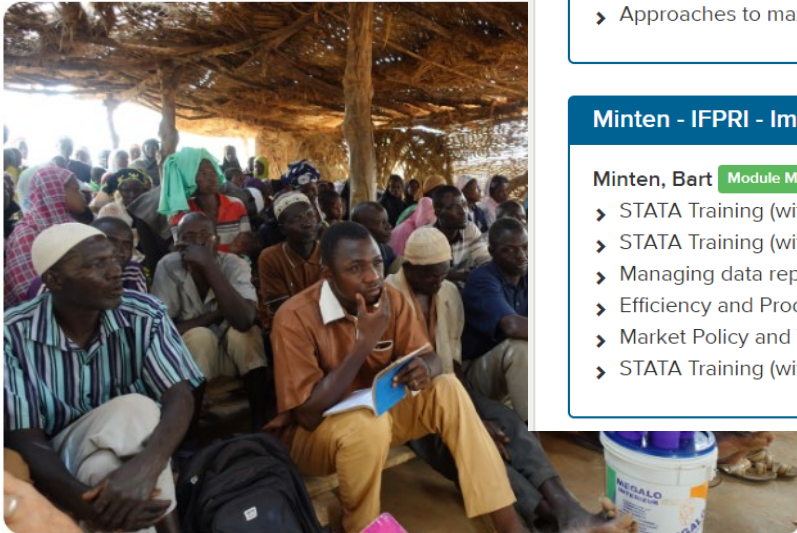 Approaches to ma
Minten - IFPRI - Im
Minten, Bart Module M
STATA Training (wi
STATA Training (wi
Managing data rep
Efficiency and Prod
Market Policy and
STATA Training (wi
MEGALO
INTERIEUR